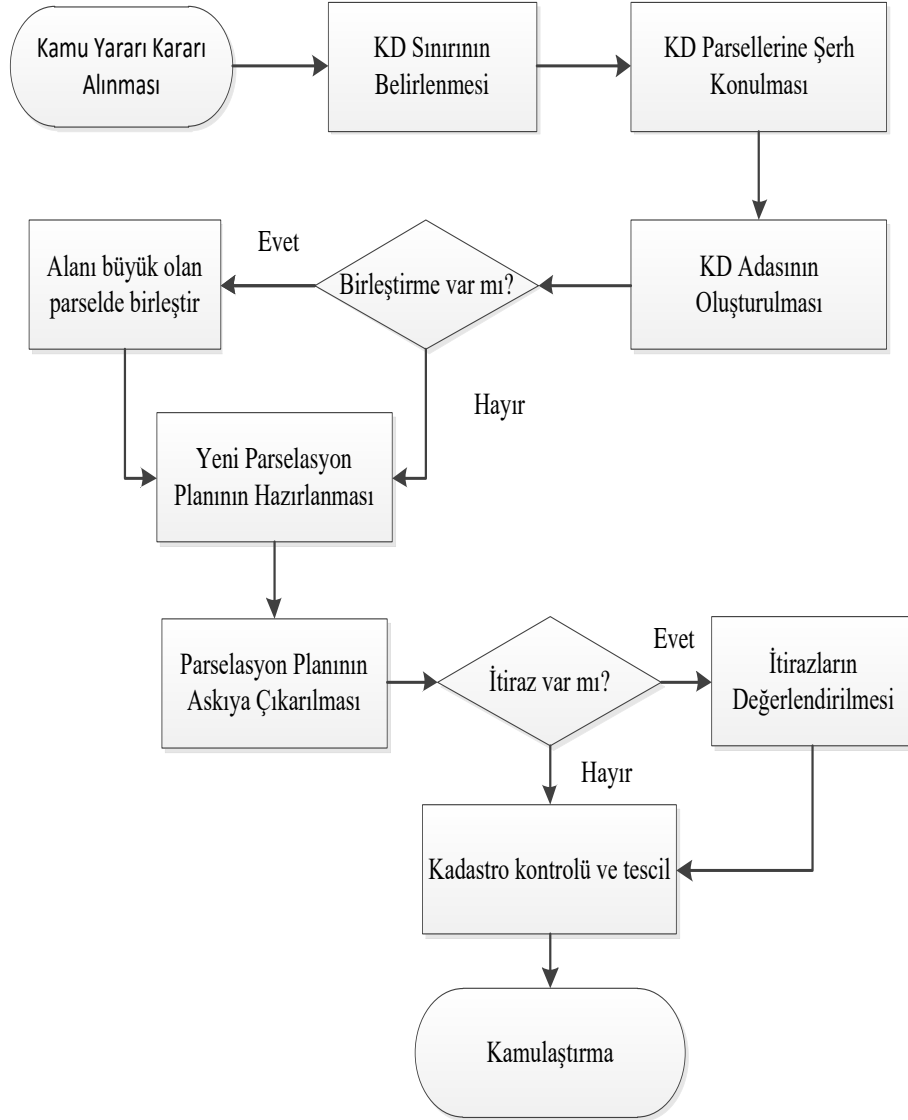 Kamu Yararı Kararı
Alınması
KD Sınırının
Belirlenmesi
KD Parsellerine Şerh
Konulması
KD Adasının
Oluşturulması
Birleştirme var mı?
Evet
Alanı büyük olan
parselde birleştir
Hayır
Yeni Parselasyon
Planının Hazırlanması
Parselasyon Planının
Askıya Çıkarılması
İtiraz var mı?
Evet
İtirazların
Değerlendirilmesi
Hayır
Kadastro kontrolü ve tescil
Kamulaştırma